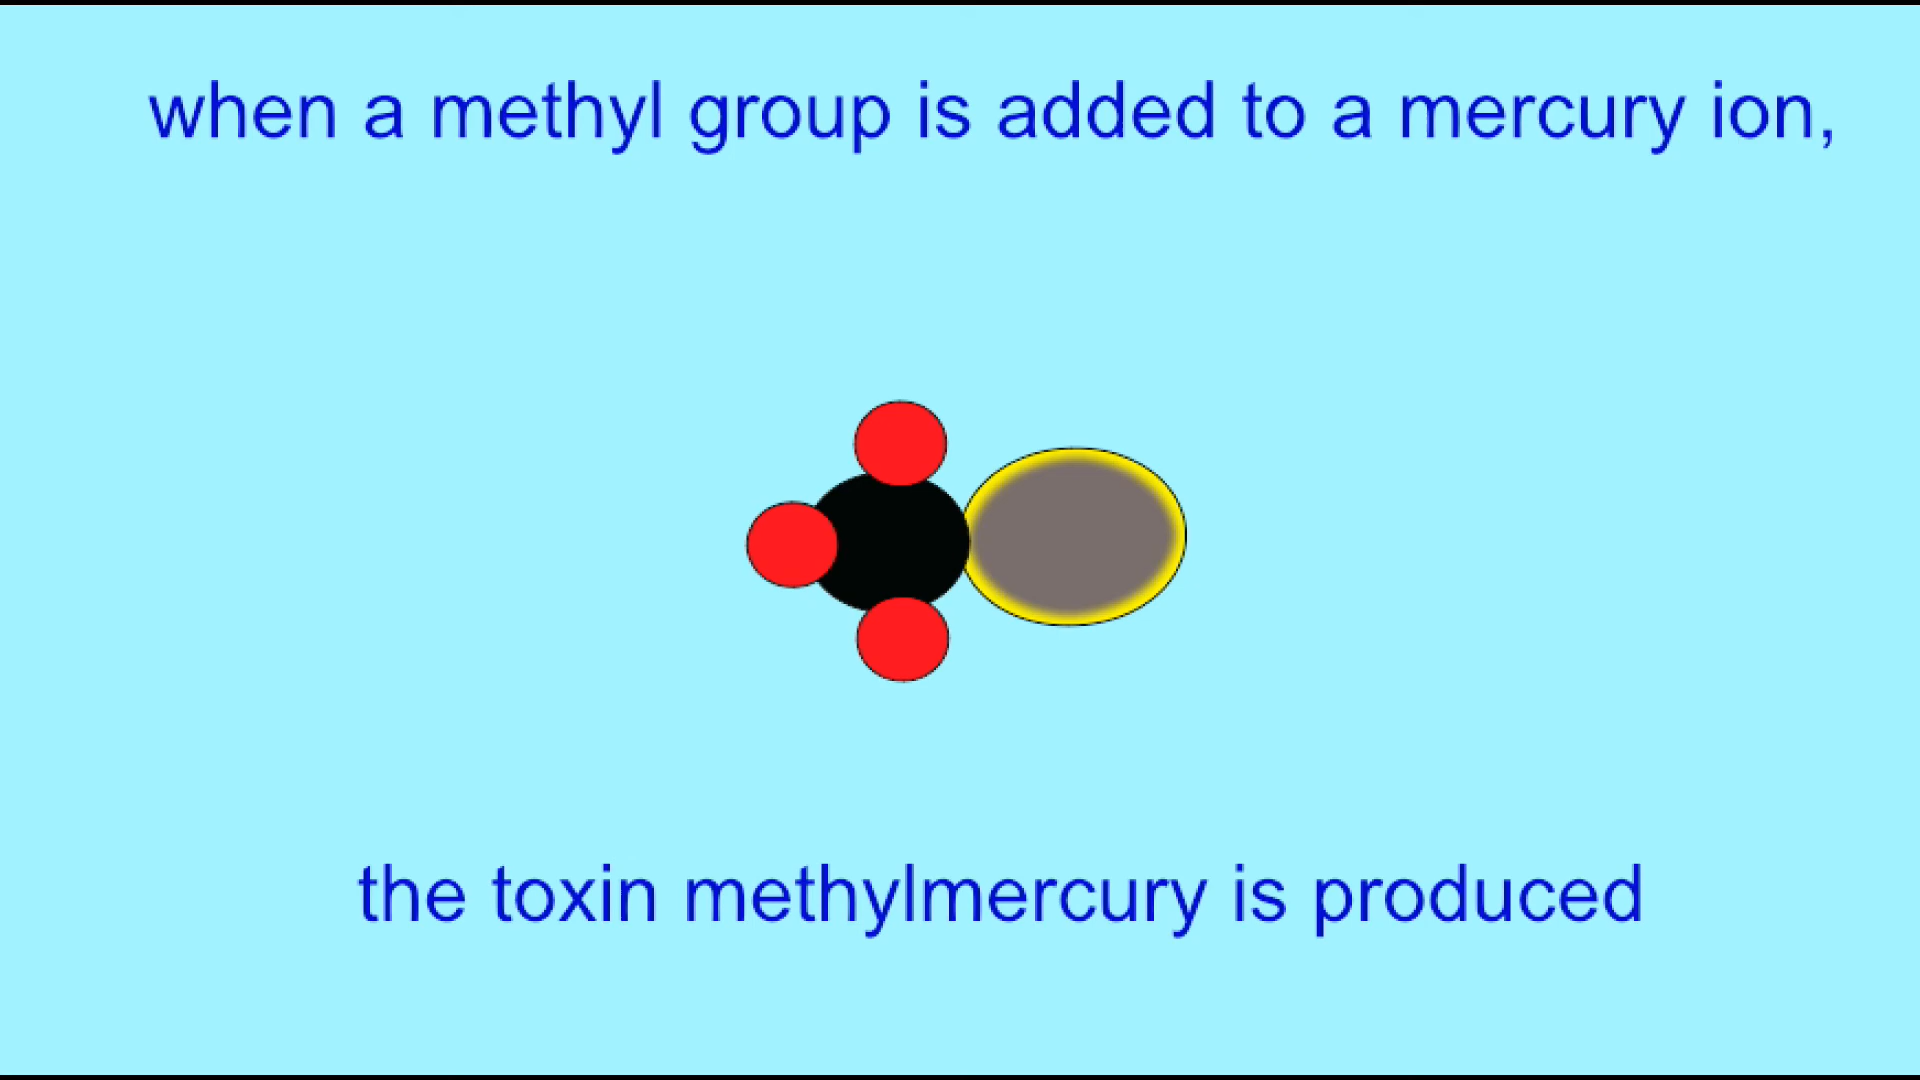 when a methyl group is added to a mercury ion,
the toxin methylmercury is produced